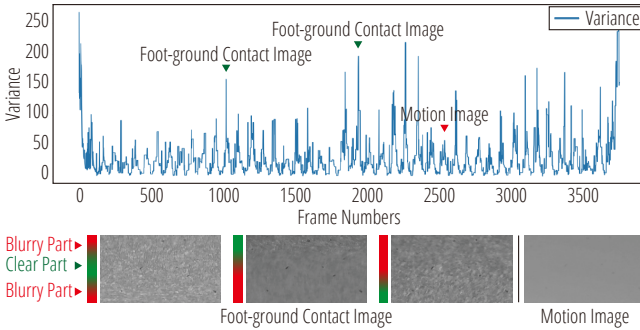 250
200
150
100
50
0
Variance
Variance
Foot-ground Contact Image
Foot-ground Contact Image
Motion Image
0 500 1000 1500 2000 2500 3000 3500
Frame Numbers
Blurry Part
Clear Part
Blurry Part
Foot-ground Contact Image
Motion Image